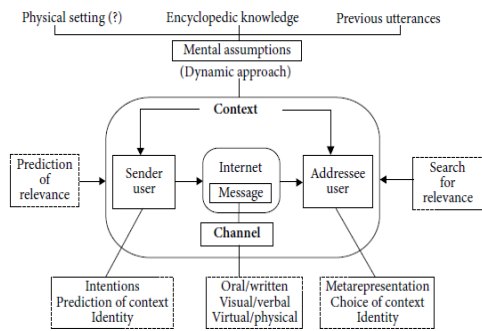 Physical setting (?)
Encyclopedic knowledge
Previous utterances
Mental assumptions
(Dynamic approach)
Context
Prediction
of
relevance
Sender
user
Internet
Message
Addressee
user
Search
for
relevance
Channel
Intentions
Prediction of context
Identity
Oral/written
Visual/verbal
Virtual/physical
Metarepresentation
Choice of context
Identity